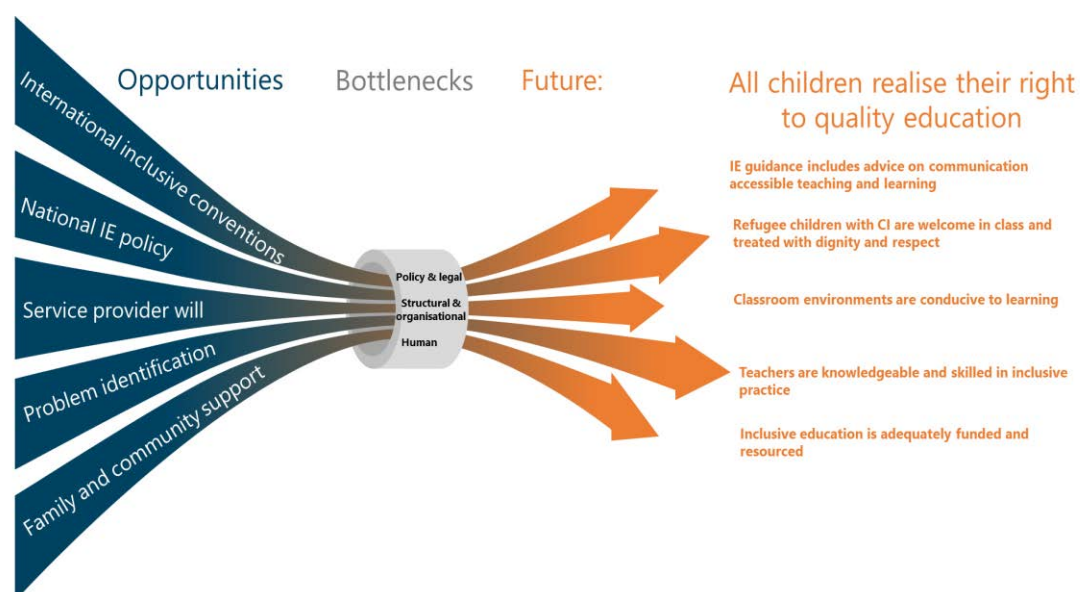 Opportunities
Bottlenecks
Future:
All children realise their right
to quality education
International inclusive conventions
National IE policy
Service provider will
Problem identification
Family and community support
Policy & legal
Structural &
organisational
Human
IE guidance includes advice on communication
accessible teaching and learning
Refugee children with CI are welcome in class and
treated with dignity and respect
Classroom environments are conducive to learning
Teachers are knowledgeable and skilled in inclusive
practice
Inclusive education is adequately funded and
resourced